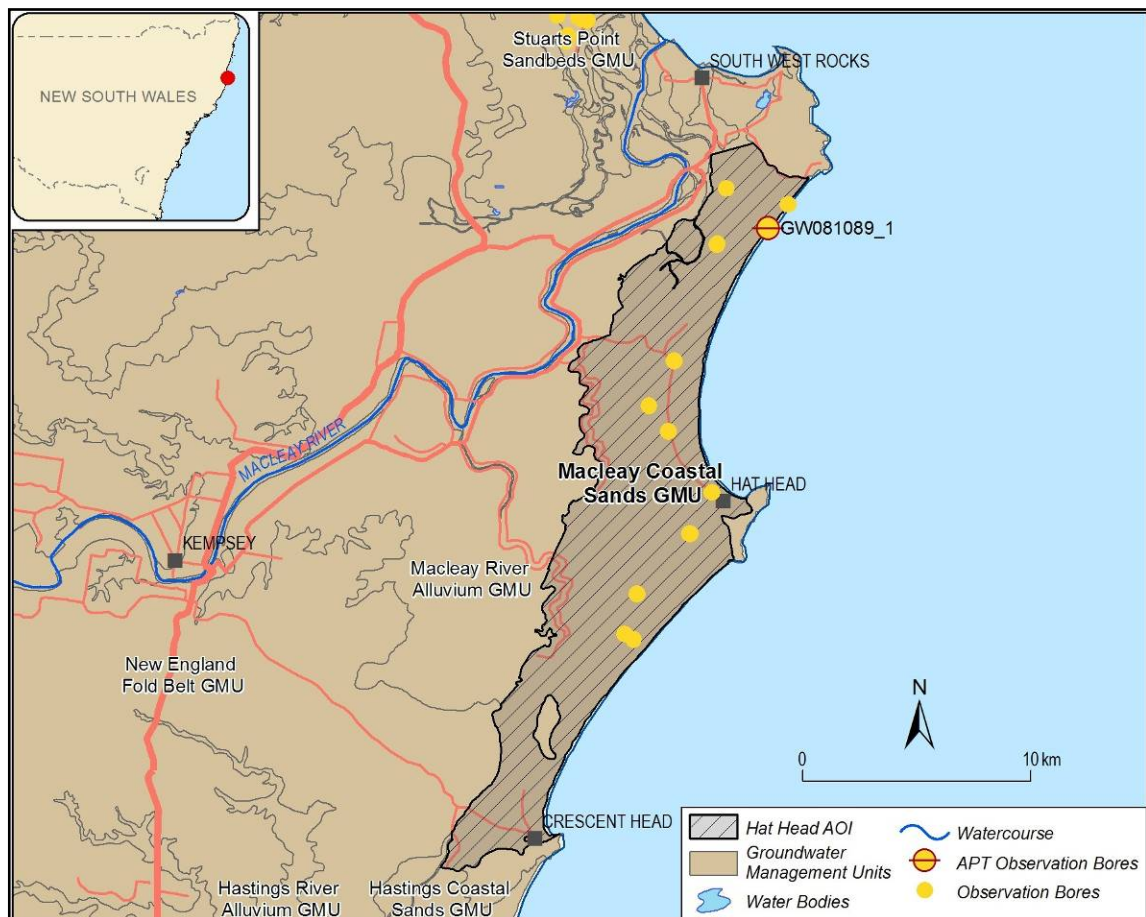 NEW SOUTH WALES
Stuarts Point
Sandbeds GMU
SOUTH WEST ROCKS
GW081089_1
MACLEAY RIVER
Macleay Coastal
Sands GMU
HAT HEAD
KEMPSEY
Macleay River
Alluvium GMU
New England
Fold Belt GMU
N
0 10 km
CRESCENT HEAD
Hastings River
Alluvium GMU
Hastings Coastal
Sands GMU
Hat Head AOI
Groundwater
Management Units
Water Bodies
Watercourse
APT Observation Bores
Observation Bores